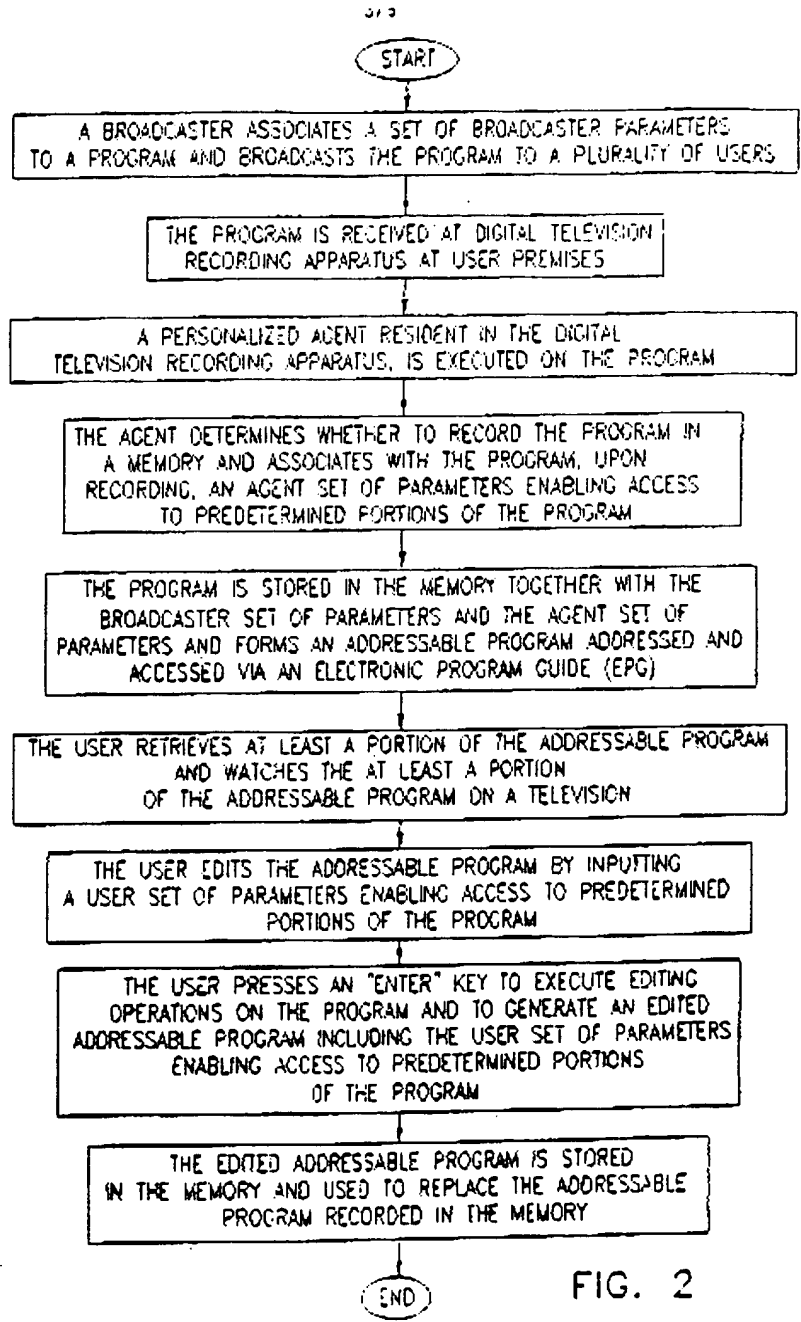 START
A BROADCASTER ASSOCIATES A SET OF BROADCASTER PARAMETERS
TO A PROGRAM AND BROADCASTS THE PROGRAM TO A PLURALITY OF USERS
THE PROGRAM IS RECEIVED AT DIGITAL TELEVISION
RECORDING APPARATUS AT USER PREMISES
A PERSONALIZED AGENT RESIDENT IN THE DIGITAL
TELEVISION RECORDING APPARATUS, IS EXECUTED ON THE PROGRAM
THE AGENT DETERMINES WHETHER TO RECORD THE PROGRAM IN
A MEMORY AND ASSOCIATES WITH THE PROGRAM, UPON
RECORDING, AN AGENT SET OF PARAMETERS ENABLING ACCESS
TO PREDETERMINED PORTIONS OF THE PROGRAM
THE PROGRAM IS STORED IN THE MEMORY TOGETHER WITH THE
BROADCASTER SET OF PARAMETERS AND THE AGENT SET OF
PARAMETERS AND FORMS AN ADDRESSABLE PROGRAM ADDRESSED AND
ACCESSED VIA AN ELECTRONIC PROGRAM GUIDE (EPG)
THE USER RETRIEVES AT LEAST A PORTION OF THE ADDRESSABLE PROGRAM
AND WATCHES THE AT LEAST A PORTION
OF THE ADDRESSABLE PROGRAM ON A TELEVISION
THE USER EDITS THE ADDRESSABLE PROGRAM BY INPUTTING
A USER SET OF PARAMETERS ENABLING ACCESS TO PREDETERMINED
PORTIONS OF THE PROGRAM
THE USER PRESSES AN "ENTER" KEY TO EXECUTE EDITING
OPERATIONS ON THE PROGRAM AND TO GENERATE AN EDITED
ADDRESSABLE PROGRAM INCLUDING THE USER SET OF PARAMETERS
ENABLING ACCESS TO PREDETERMINED PORTIONS
OF THE PROGRAM
THE EDITED ADDRESSABLE PROGRAM IS STORED
IN THE MEMORY AND USED TO REPLACE THE ADDRESSABLE
PROGRAM RECORDED IN THE MEMORY
END
FIG. 2